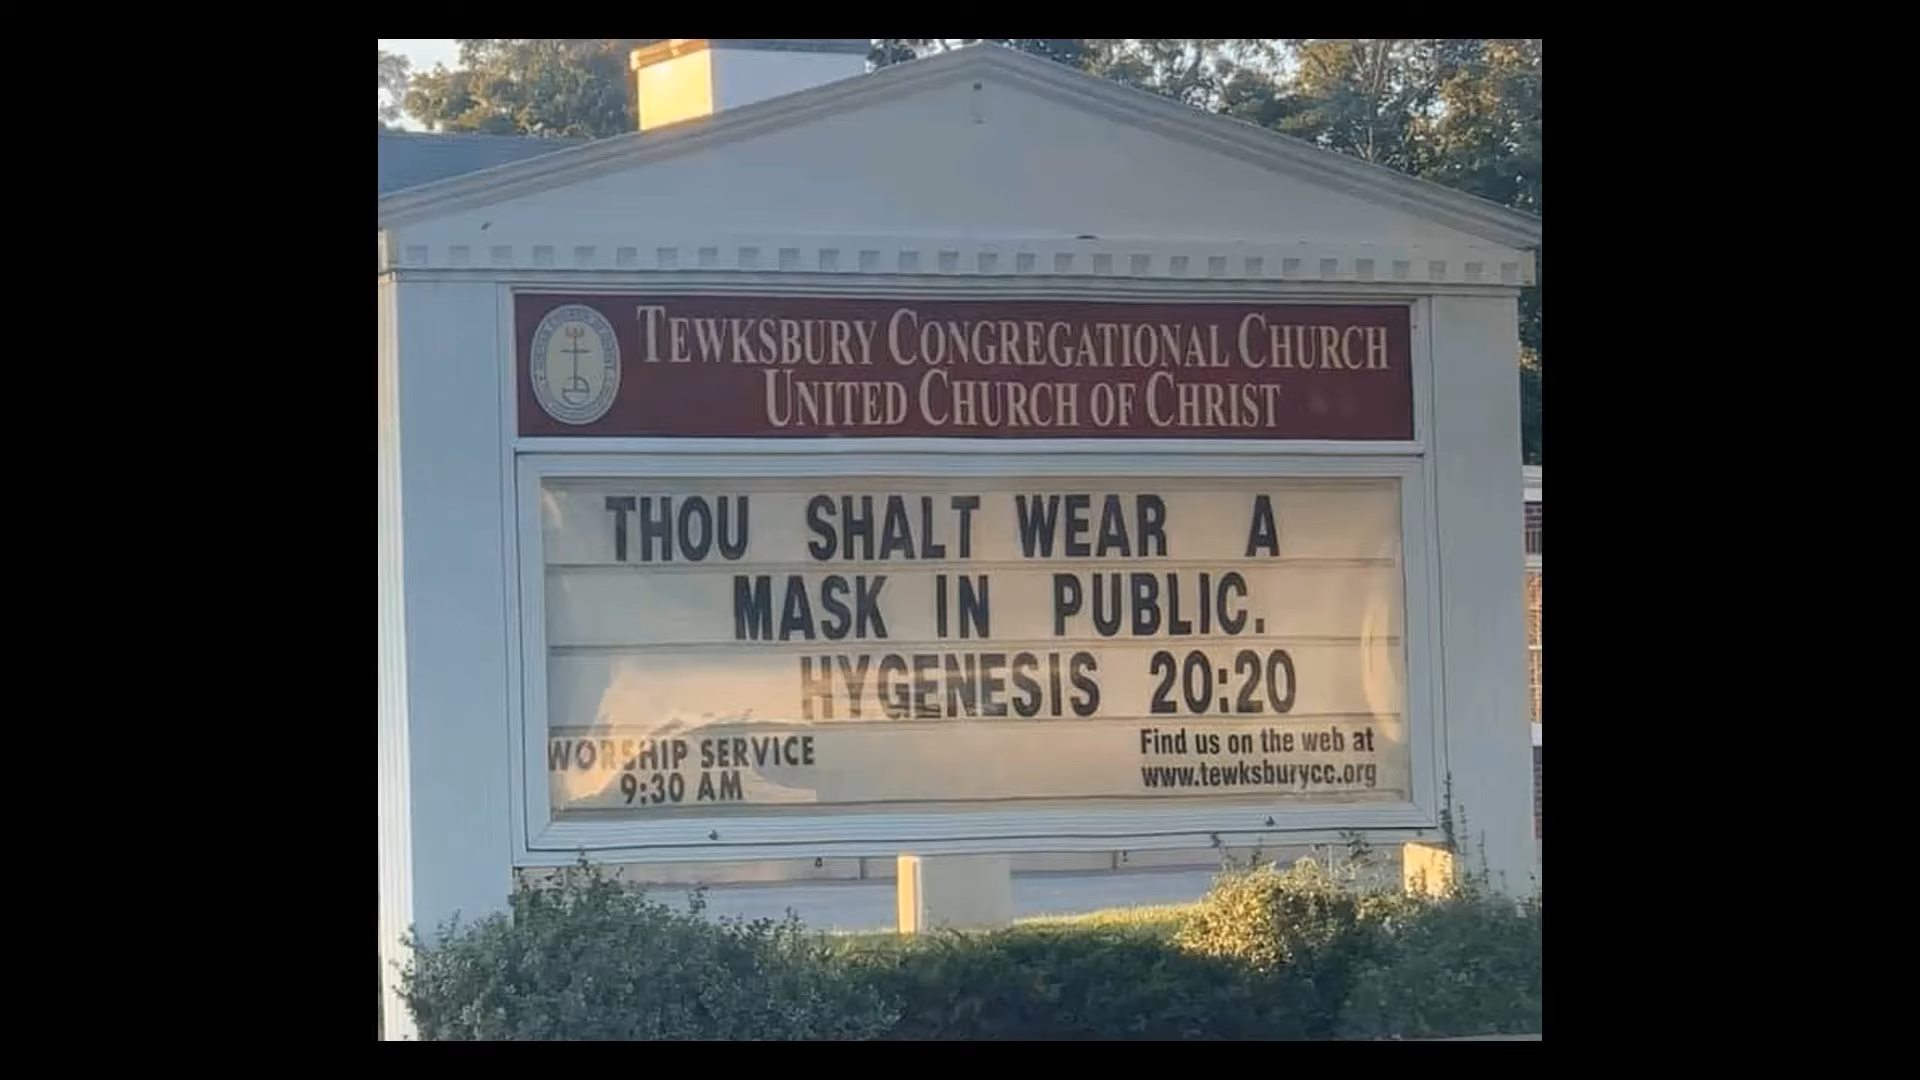 TEWKSBURY CONGREGATIONAL CHURCH
UNITED CHURCH OF CHRIST
THOU SHALT WEAR A
MASK IN PUBLIC.
HYGENESIS 20:20
WORSHIP SERVICE
9:30 AM
Find us on the web at
www.tewksburycc.org